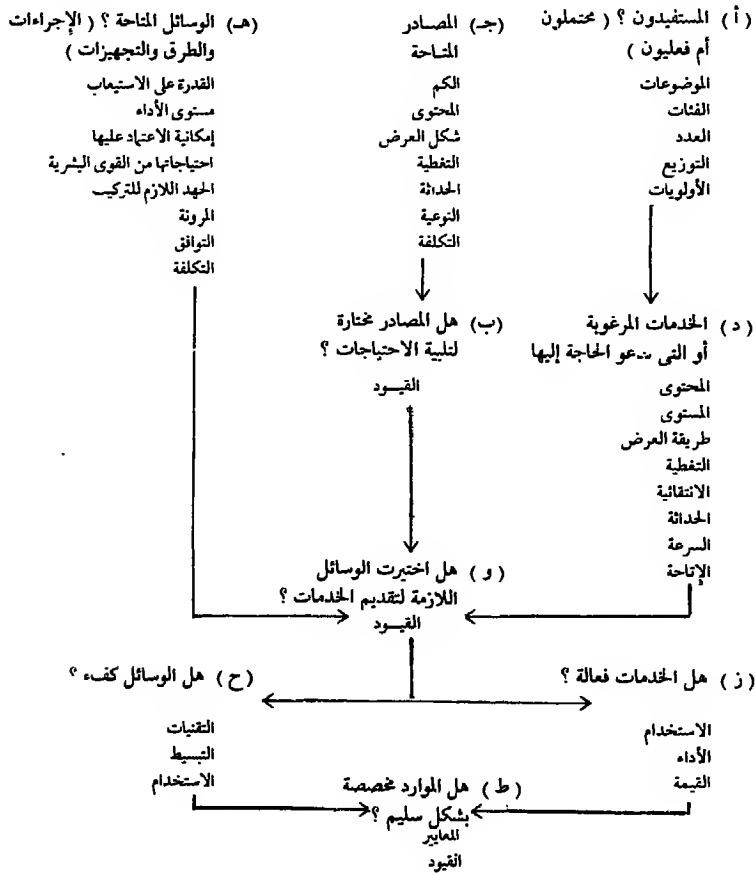 ( أ ) المستفيدون ؟ ( محتملون
أم فعليون )
الموضوعات
الفئات
العدد
التوزيع
الأولويات
(جـ) المصادر
المتاحة
الكم
المحتوى
شكل العرض
التغطية
الحداثة
النوعية
التكلفة
(هـ) الوسائل المتاحة ؟ ( الإجراءات
والطرق والتجهيزات )
القدرة على الاستيعاب
مستوى الأداء
إمكانية الاعتماد عليها
احتياجاتها من القوى البشرية
الجهد اللازم للتركيب
المرونة
التوافق
التكلفة
( د ) الخدمات المرغوبة
أو التى تدعو الحاجة إليها
المحتوى
المستوى
طريقة العرض
التغطية
الانتقائية
الحداثة
السرعة
الإتاحة
(ب) هل المصادر مختارة
لتلبية الاحتياجات ؟
القيــود
( و ) هل اختيرت الوسائل
اللازمة لتقديم الخدمات ؟
القيــود
( ز ) هل الخدمات فعالة ؟
الاستخدام
الأداء
القيمة
( ح ) هل الوسائل كفء ؟
التقنيات
التبسيط
الاستخدام
( ط ) هل الموارد مخصصة
بشكل سليم ؟
المعايير
القيود